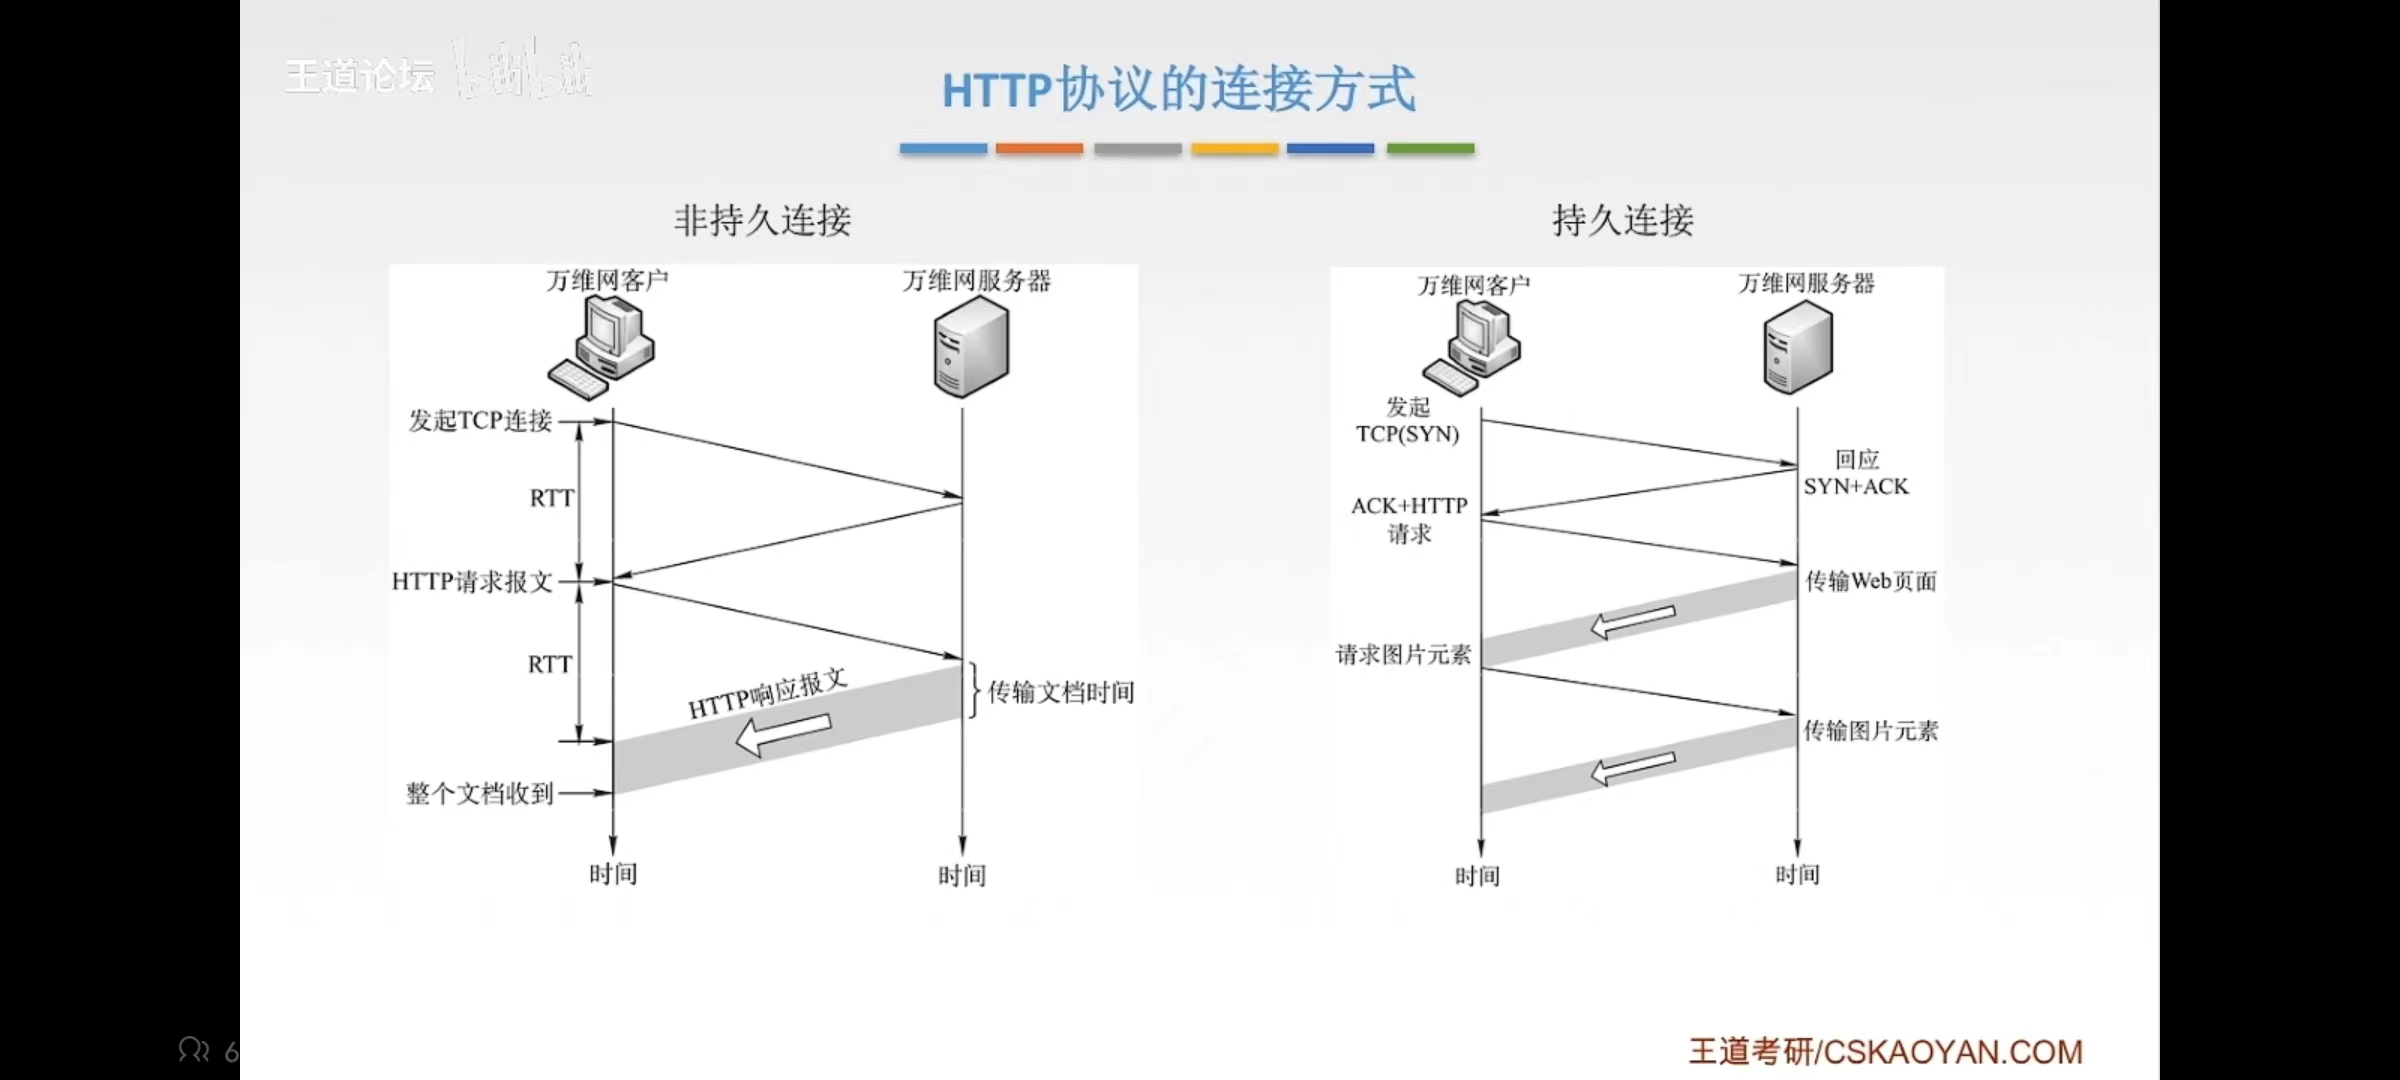 王道论坛 bilibili
HTTP协议的连接方式
非持久连接
万维网客户
万维网服务器
发起TCP连接
RTT
HTTP请求报文
RTT
HTTP响应报文
传输文档时间
整个文档收到
时间
时间
持久连接
万维网客户
万维网服务器
发起
TCP(SYN)
回应
SYN+ACK
ACK+HTTP
请求
传输Web页面
请求图片元素
传输图片元素
时间
时间
6
王道考研/CSKAOYAN.COM